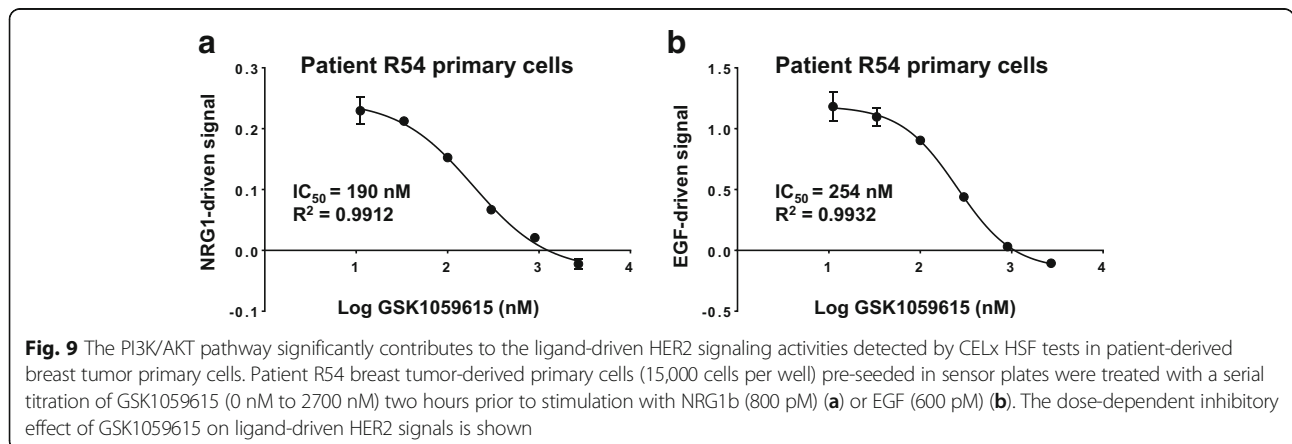 a
Patient R54 primary cells
0.3
0.2
0.1
0.0
-0.1
NRG1-driven signal
IC50 = 190 nM
R² = 0.9912
1 2 3 4
Log GSK1059615 (nM)
b
Patient R54 primary cells
1.5
1.0
0.5
0.0
-0.5
EGF-driven signal
IC50 = 254 nM
R² = 0.9932
1 2 3 4
Log GSK1059615 (nM)
Fig. 9 The PI3K/AKT pathway significantly contributes to the ligand-driven HER2 signaling activities detected by CELx HSF tests in patient-derived
breast tumor primary cells. Patient R54 breast tumor-derived primary cells (15,000 cells per well) pre-seeded in sensor plates were treated with a serial
titration of GSK1059615 (0 nM to 2700 nM) two hours prior to stimulation with NRG1b (800 pM) (a) or EGF (600 pM) (b). The dose-dependent inhibitory
effect of GSK1059615 on ligand-driven HER2 signals is shown